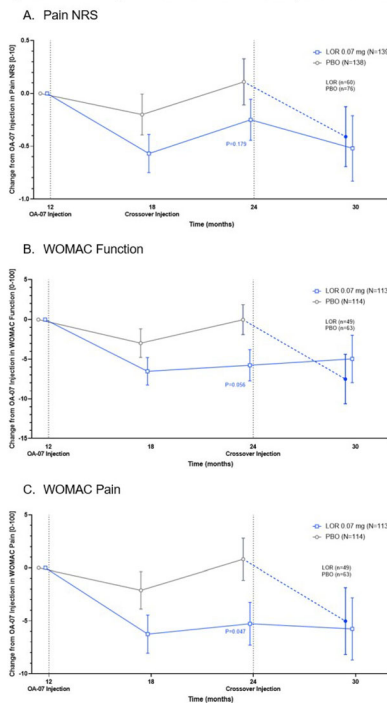 A. Pain NRS
LOR 0.07 mg (N=139)
PBO (N=138)
LOR (n=60)
PBO (n=76)
Change from OA-07 Injection in Pain NRS [0-10]
0.5
0.0
-0.5
-1.0
P=0.179
12
18
24
30
OA-07 Injection
Crossover Injection
Time (months)
B. WOMAC Function
LOR 0.07 mg (N=113)
PBO (N=114)
LOR (n=49)
PBO (n=63)
Change from OA-07 Injection in WOMAC Function [0-100]
5
0
-5
-10
-15
P=0.056
12
18
24
30
OA-07 Injection
Crossover Injection
Time (months)
C. WOMAC Pain
LOR 0.07 mg (N=113)
PBO (N=114)
LOR (n=49)
PBO (n=63)
Change from OA-07 Injection in WOMAC Pain [0-100]
5
0
-5
-10
P=0.047
12
18
24
30
OA-07 Injection
Crossover Injection
Time (months)